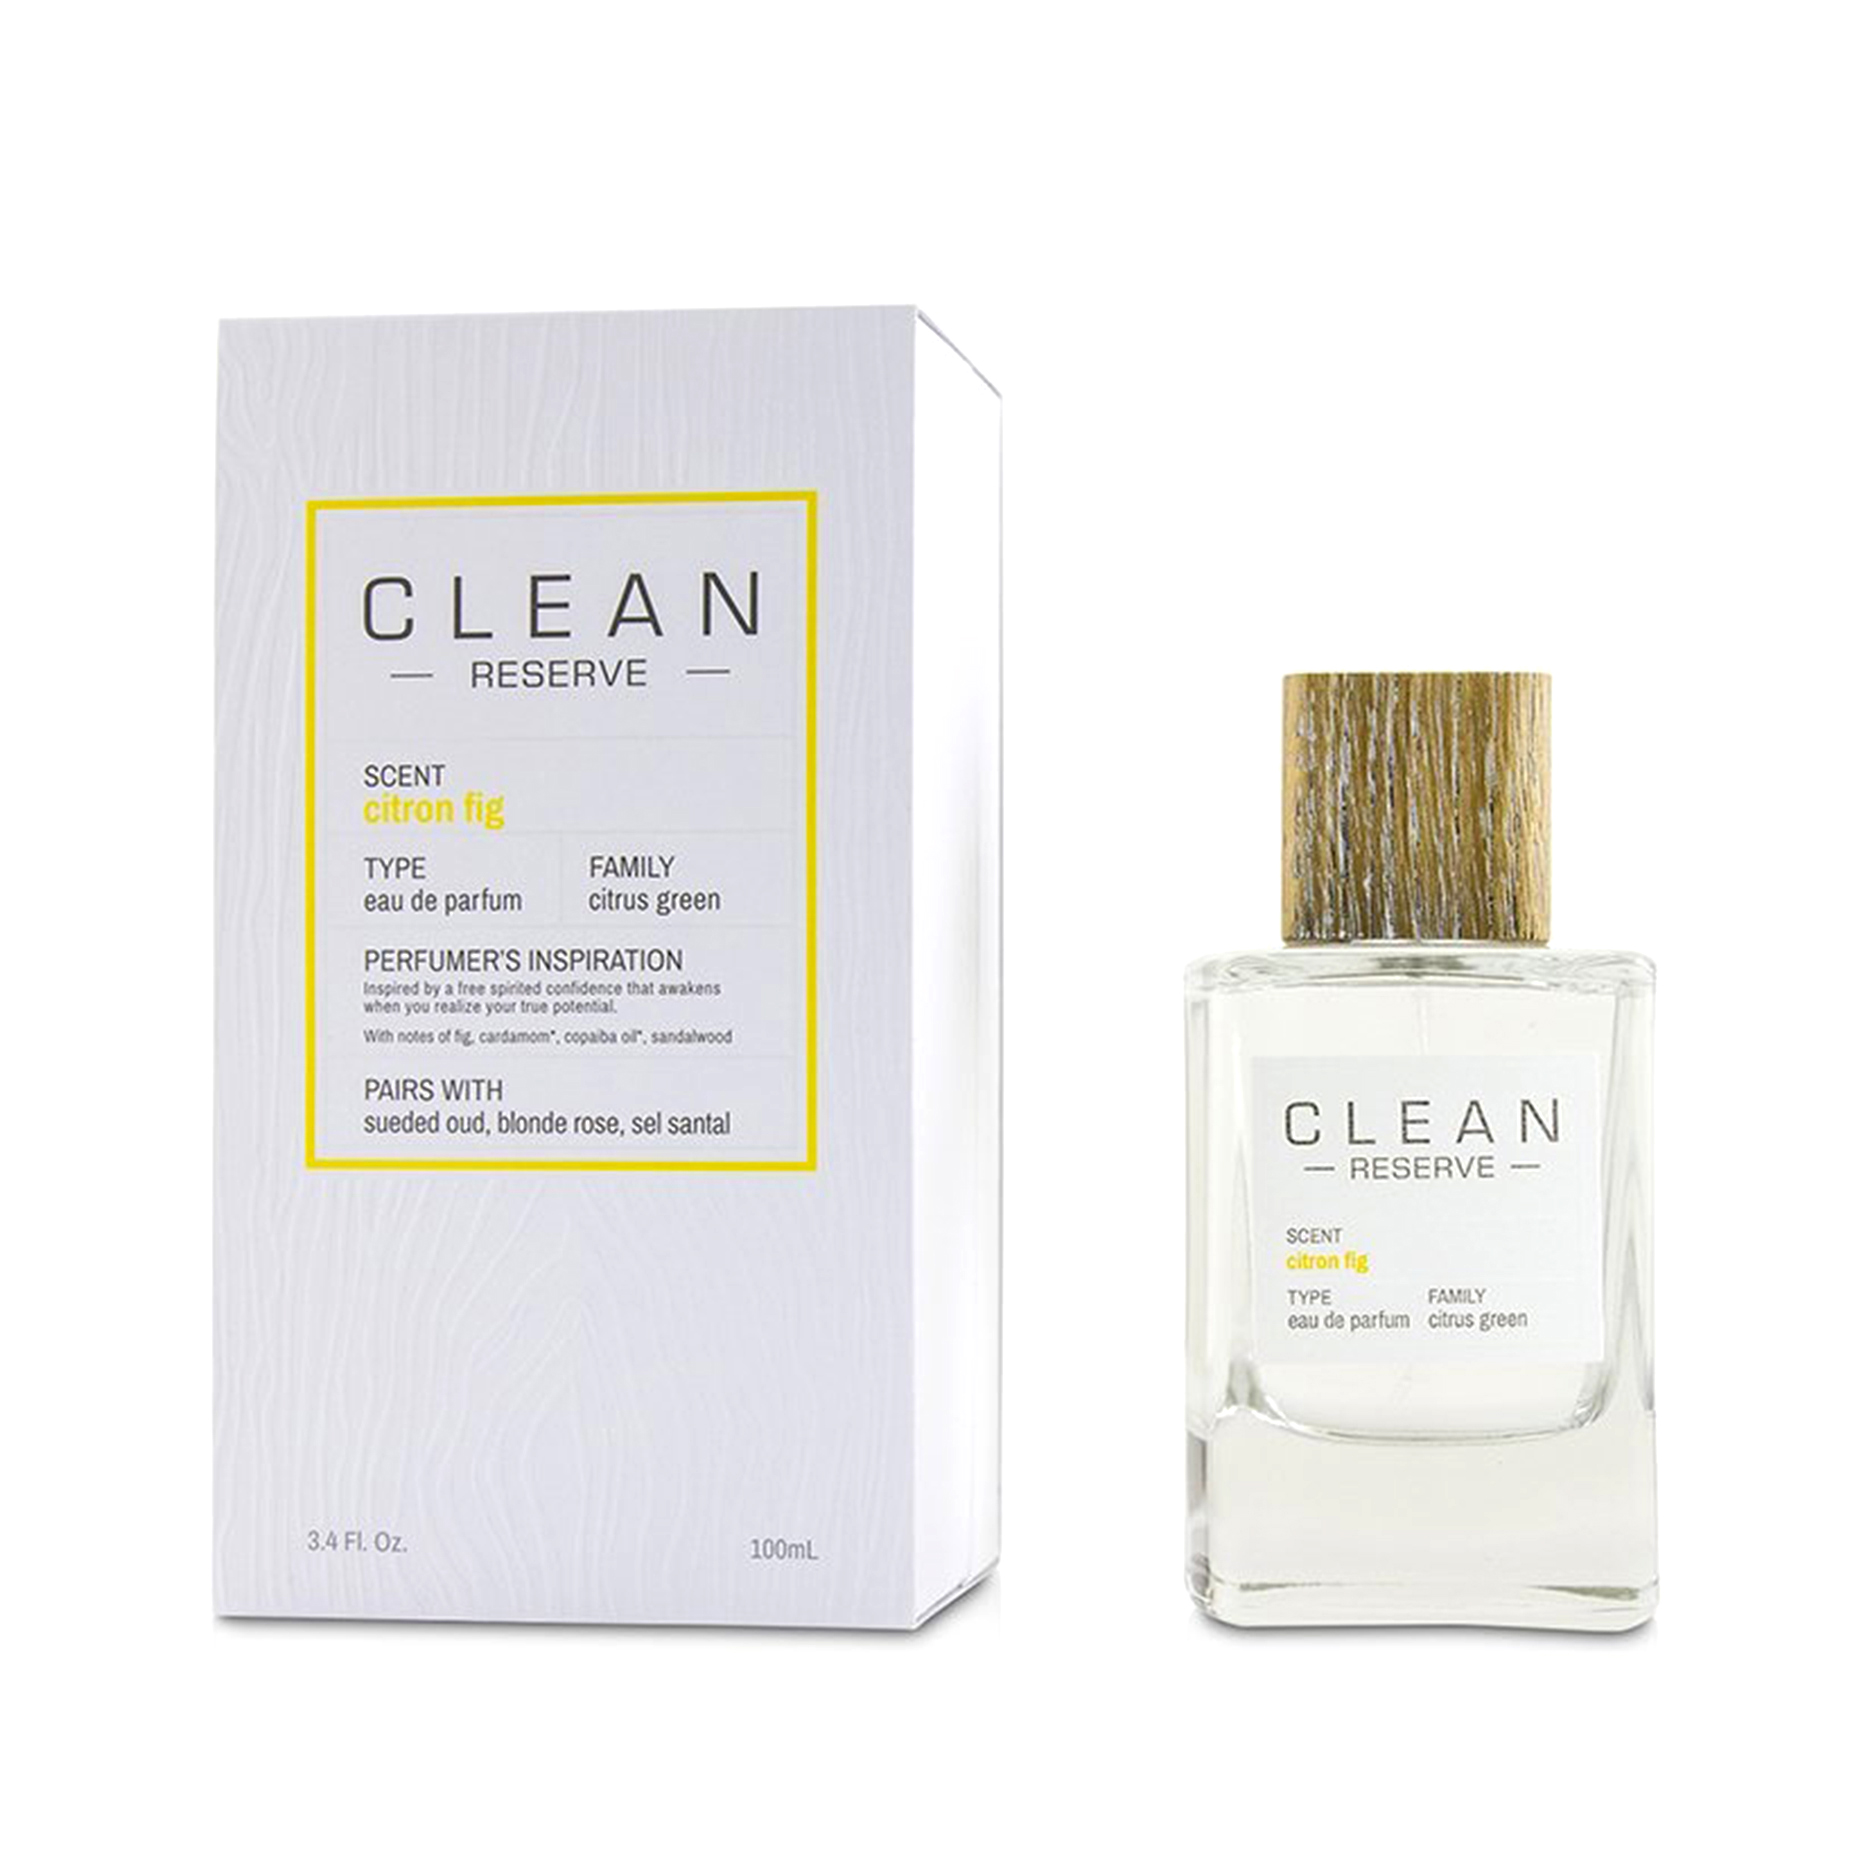 CLEAN
— RESERVE —
SCENT
citron fig
TYPE FAMILY
eau de parfum citrus green
PERFUMER'S INSPIRATION
Inspired by a free spirited confidence that awakens
when you realize your true potential.
With notes of fig, cardamom*, copaiba oil*, sandalwood
PAIRS WITH
sueded oud, blonde rose, sel santal
3.4 Fl. Oz. 100mL
CLEAN
— RESERVE —
SCENT
citron fig
TYPE FAMILY
eau de parfum citrus green